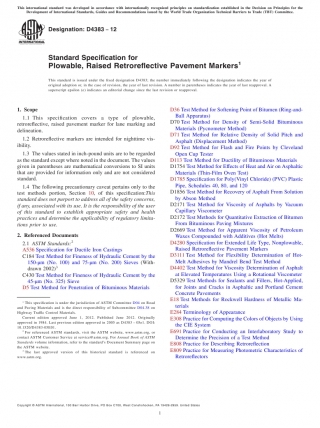 This international standard was developed in accordance with internationally recognized principles on standardization established in the Decision on Principles for the
Development of International Standards, Guides and Recommendations issued by the World Trade Organization Technical Barriers to Trade (TBT) Committee.
Designation: D4383 − 12
INTERNATIONAL
Standard Specification for
Plowable, Raised Retroreflective Pavement Markers1
This standard is issued under the fixed designation D4383; the number immediately following the designation indicates the year of
original adoption or, in the case of revision, the year of last revision. A number in parentheses indicates the year of last reapproval. A
superscript epsilon (´) indicates an editorial change since the last revision or reapproval.
1. Scope
1.1 This specification covers a type of plowable,
retroreflective, raised pavement marker for lane marking and
delineation.
1.2 Retroreflective markers are intended for nighttime vis-
ibility.
1.3 The values stated in inch-pound units are to be regarded
as the standard except where noted in the document. The values
given in parentheses are mathematical conversions to SI units
that are provided for information only and are not considered
standard.
1.4 The following precautionary caveat pertains only to the
test methods portion, Section 10, of this specification.This
standard does not purport to address all of the safety concerns,
if any, associated with its use. It is the responsibility of the user
of this standard to establish appropriate safety and health
practices and determine the applicability of regulatory limita-
tions prior to use.
2. Referenced Documents
2.1 ASTM Standards:2
A536 Specification for Ductile Iron Castings
C184 Test Method for Fineness of Hydraulic Cement by the
150-µm (No. 100) and 75-µm (No. 200) Sieves (With-
drawn 2002)3
C430 Test Method for Fineness of Hydraulic Cement by the
45-µm (No. 325) Sieve
D5 Test Method for Penetration of Bituminous Materials
1 This specification is under the jurisdiction of ASTM Committee E12
and Paving Materials and is the direct responsibility of Subcommittee
Highway Traffic Control Materials.
Current edition approved June 1, 2012. Published June 2012. Originally
approved in 1984. Last previous edition approved in 2005 as
2 For referenced ASTM standards, visit the ASTM website, www.astm.org, or
contact ASTM Customer Service at service@astm.org. For Annual Book of ASTM
Standards volume information, refer to the standard's Document Summary page on
the ASTM website.
3 The last approved version of this historical standard is referenced on
www.astm.org.
D36 Test Method for Softening Point of Bitumen (Ring-and-
Ball Apparatus)
D70 Test Method for Density of Semi-Solid Bituminous
Materials (Pycnometer Method)
D71 Test Method for Relative Density of Solid Pitch and
Asphalt (Displacement Method)
D92 Test Method for Flash and Fire Points by Cleveland
Open Cup Tester
D113 Test Method for Ductility of Bituminous Materials
D1754 Test Method for Effects of Heat and Air on Asphaltic
Materials (Thin-Film Oven Test)
D1785 Specification for Poly(Vinyl Chloride) (PVC) Plastic
Pipe, Schedules 40, 80, and 120
D1856 Test Method for Recovery of Asphalt From Solution
by Abson Method
D2171 Test Method for Viscosity of Asphalts by Vacuum
Capillary Viscometer
D2172 Test Methods for Quantitative Extraction of Bitumen
From Bituminous Paving Mixtures
D2669 Test Method for Apparent Viscosity of Petroleum
Waxes Compounded with Additives (Hot Melts)
D4280 Specification for Extended Life Type, Nonplowable,
Raised Retroreflective Pavement Markers
D3111 Test Method for Flexibility Determination of Hot-
Melt Adhesives by Mandrel Bend Test Method
D4402 Test Method for Viscosity Determination of Asphalt
at Elevated Temperatures Using a Rotational Viscometer
D5329 Test Methods for Sealants and Fillers, Hot-Applied,
for Joints and Cracks in Asphaltic and Portland Cement
Concrete Pavements
E18 Test Methods for Rockwell Hardness of Metallic Ma-
terials
E284 Terminology of Appearance
E308 Practice for Computing the Colors of Objects by Using
the CIE System
E691 Practice for Conducting an Interlaboratory Study to
Determine the Precision of a Test Method
E808 Practice for Describing Retroreflection
E809 Practice for Measuring Photometric Characteristics of
Retroreflectors
Copyright © ASTM International, 100 Barr Harbor Drive, PO Box C700, West Conshohocken, PA 19428-2959. United States
1